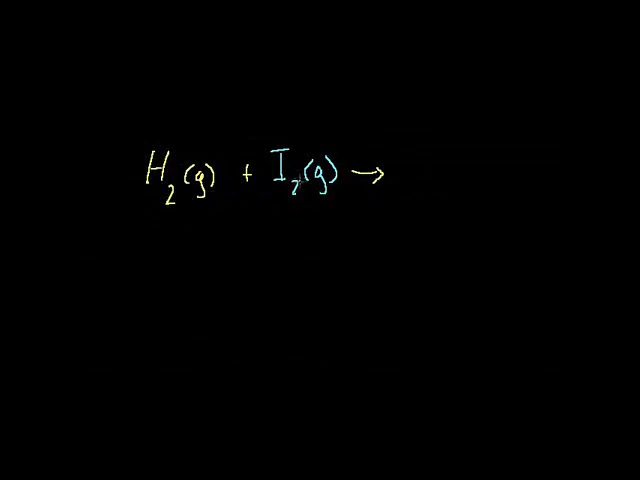 H₂(g) + I₂(g) →